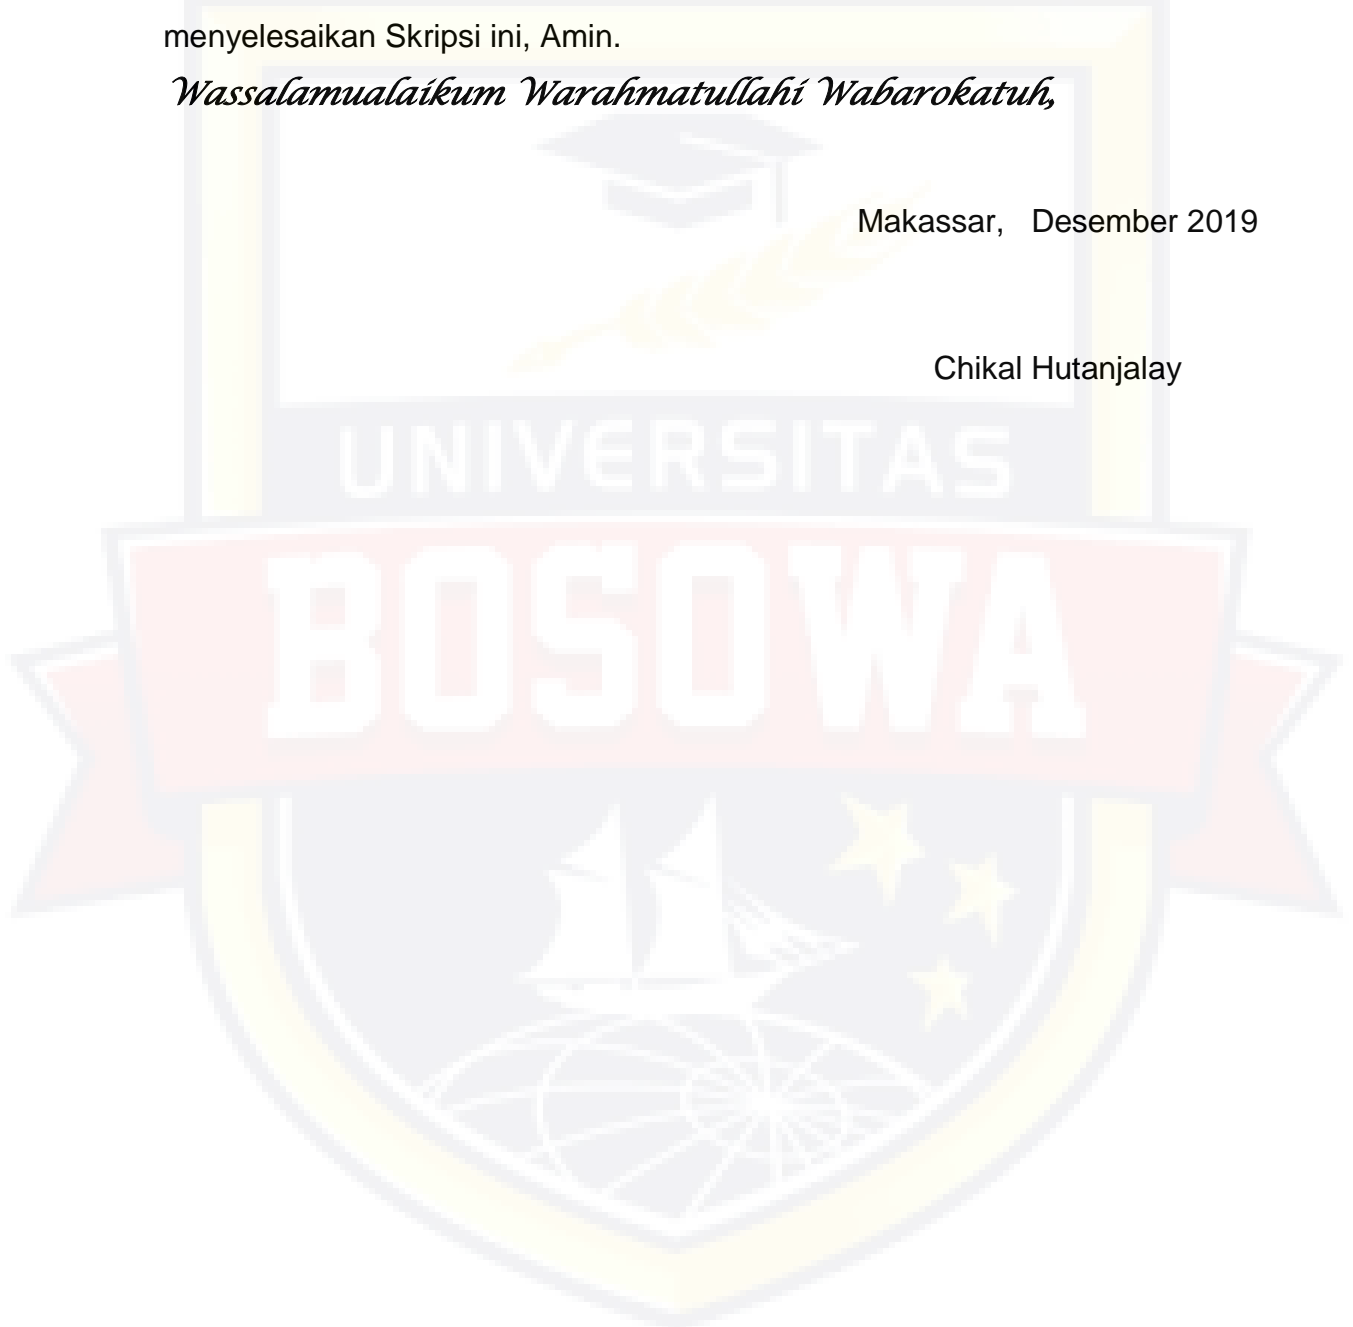 menyelesaikan Skripsi ini, Amin.
Wassalamualaikum Warahmatullahi Wabarokatuh,
Makassar,   Desember 2019
Chikal Hutanjalay
UNIVERSITAS
BOSOWA